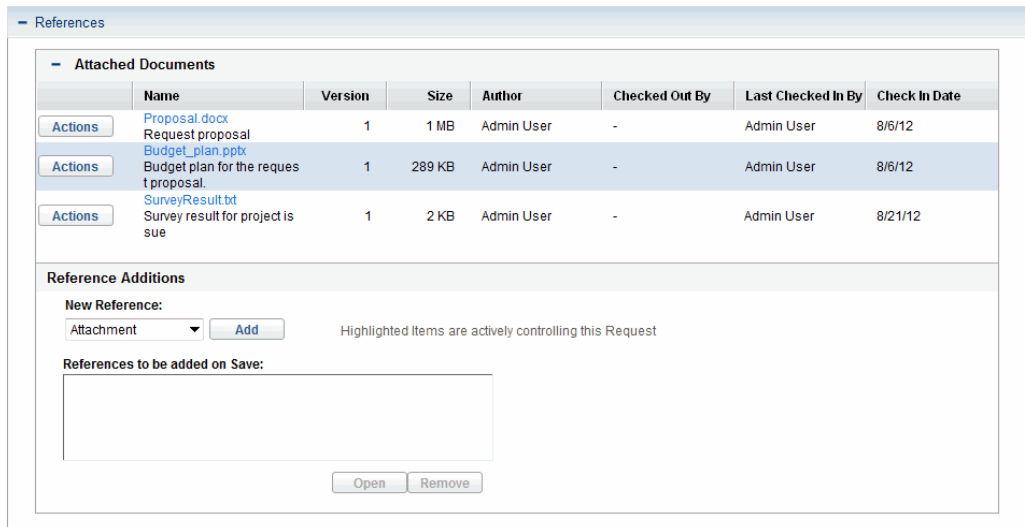 References
Attached Documents
Name Version Size Author Checked Out By Last Checked In By Check In Date
Actions Proposal.docx 1 1 MB Admin User - Admin User 8/6/12
Request proposal
Actions Budget_plan.pptx 1 289 KB Admin User - Admin User 8/6/12
Budget plan for the reques
t proposal.
Actions SurveyResult.txt 1 2 KB Admin User - Admin User 8/21/12
Survey result for project is
sue
Reference Additions
New Reference:
Attachment Add Highlighted Items are actively controlling this Request
References to be added on Save:
Open Remove